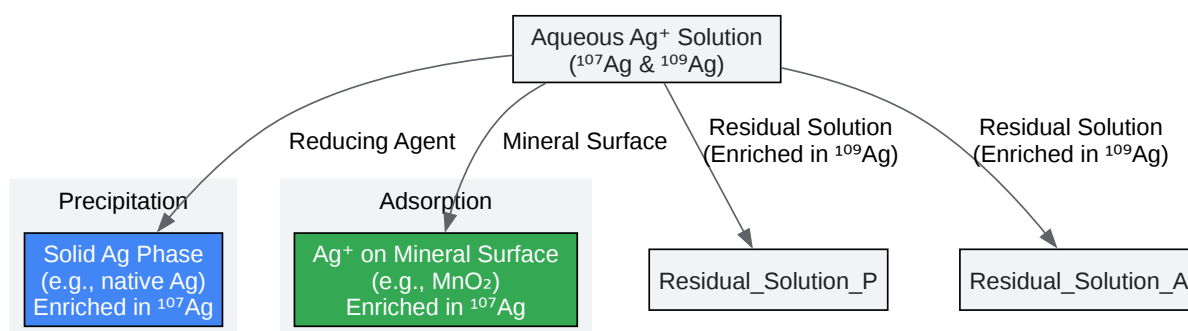 Aqueous Ag⁺ Solution
(¹⁰⁷Ag & ¹⁰⁹Ag)
Reducing Agent
Mineral Surface
Residual Solution
(Enriched in ¹⁰⁹Ag)
Residual Solution
(Enriched in ¹⁰⁹Ag)
Precipitation
Solid Ag Phase
(e.g., native Ag)
Enriched in ¹⁰⁷Ag
Adsorption
Ag⁺ on Mineral Surface
(e.g., MnO₂)
Enriched in ¹⁰⁷Ag
Residual_Solution_P
Residual_Solution_A